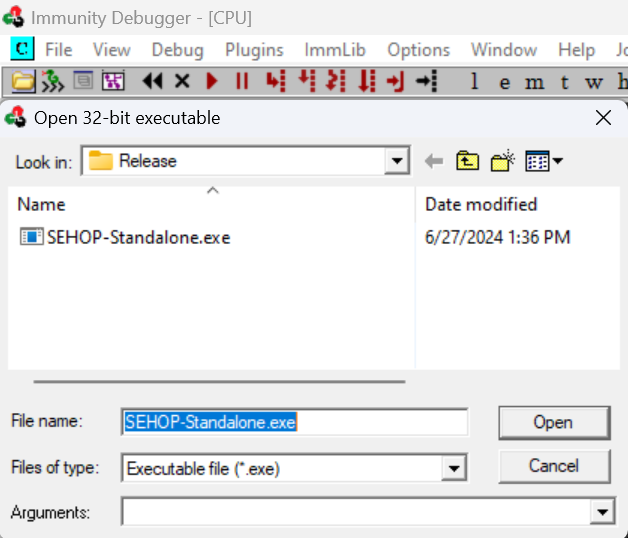 Immunity Debugger - [CPU]
C File View Debug Plugins ImmLib Options Window Help
l e m t w h
Open 32-bit executable
Look in: Release
Name Date modified
SEHOP-Standalone.exe 6/27/2024 1:36 PM
File name: SEHOP-Standalone.exe Open
Files of type: Executable file (*.exe) Cancel
Arguments: